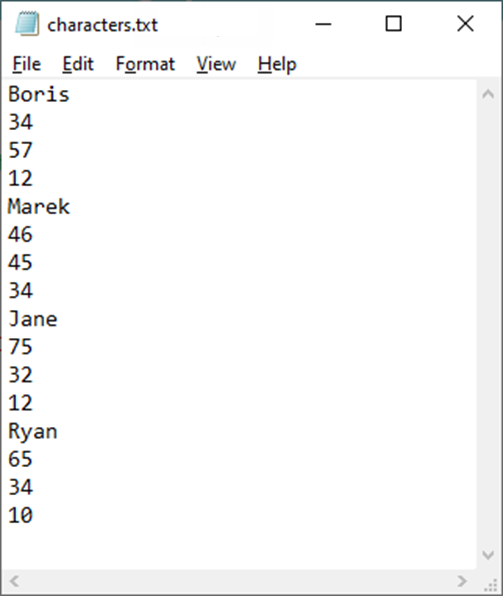 characters.txt
File Edit Format View Help
Boris
34
57
12
Marek
46
45
34
Jane
75
32
12
Ryan
65
34
10